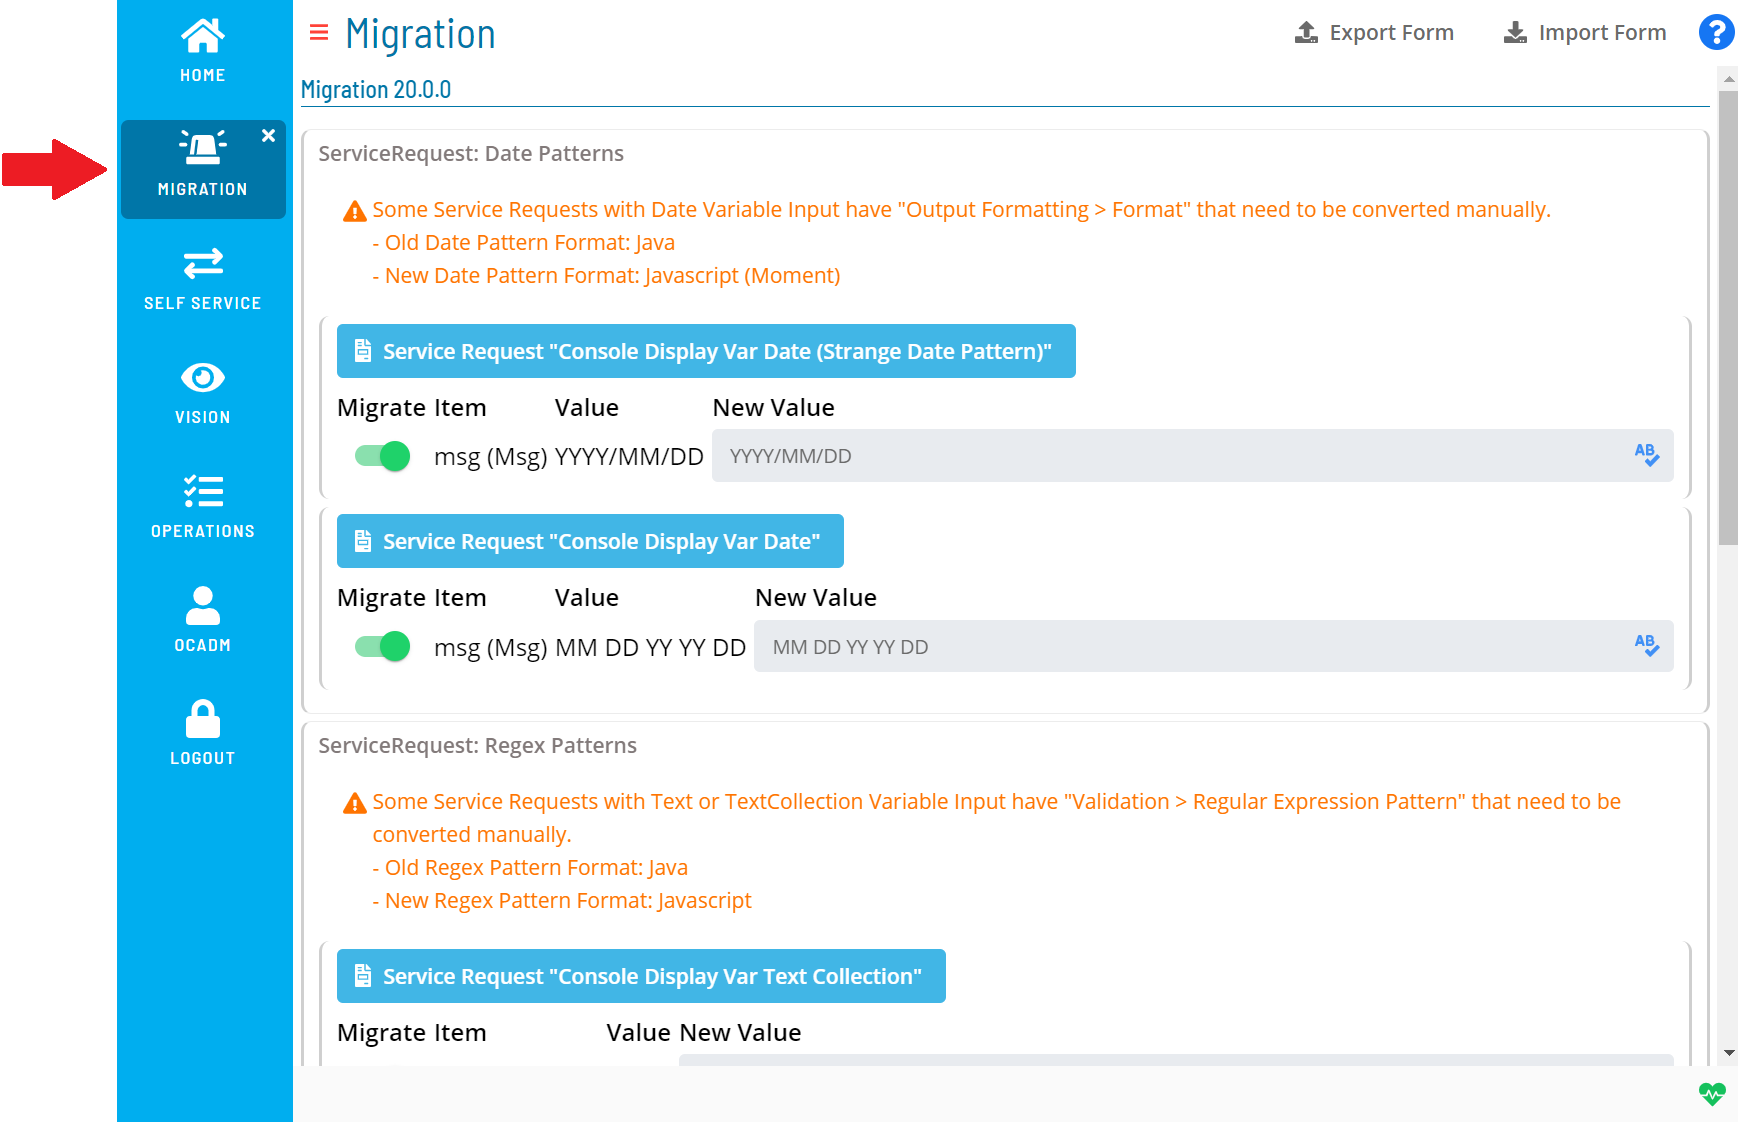 HOME
MIGRATION
SELF SERVICE
VISION
OPERATIONS
OCADM
LOGOUT
Migration
Export Form
Import Form
?
Migration 20.0.0
ServiceRequest: Date Patterns
Some Service Requests with Date Variable Input have "Output Formatting > Format" that need to be converted manually.
- Old Date Pattern Format: Java
- New Date Pattern Format: Javascript (Moment)
Service Request "Console Display Var Date (Strange Date Pattern)"
Migrate Item Value New Value
msg (Msg) YYYY/MM/DD YYYY/MM/DD AB
Service Request "Console Display Var Date"
Migrate Item Value New Value
msg (Msg) MM DD YY YY DD MM DD YY YY DD AB
ServiceRequest: Regex Patterns
Some Service Requests with Text or TextCollection Variable Input have "Validation > Regular Expression Pattern" that need to be
converted manually.
- Old Regex Pattern Format: Java
- New Regex Pattern Format: Javascript
Service Request "Console Display Var Text Collection"
Migrate Item Value New Value